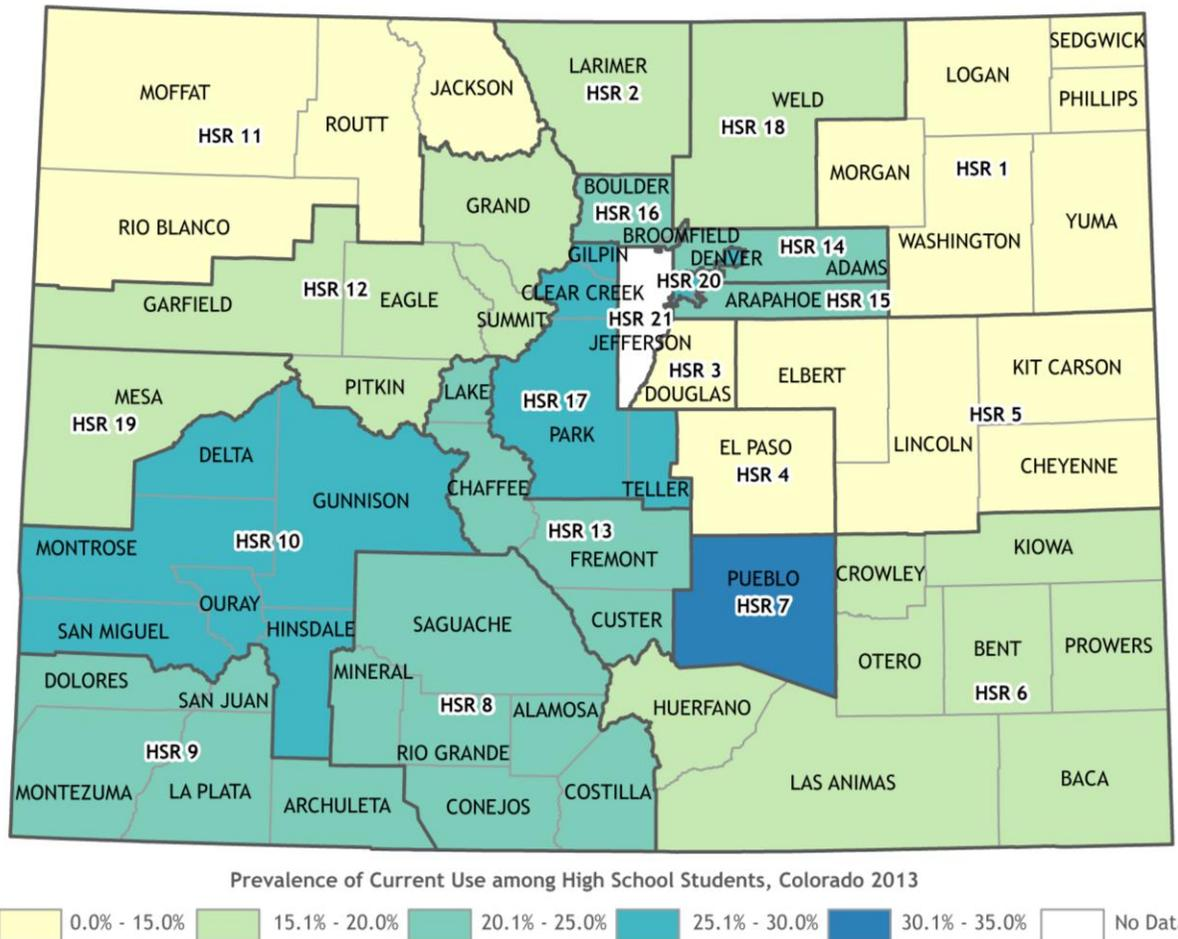 SEDGWICK
LARIMER
HSR 2
LOGAN
MOFFAT
JACKSON
WELD
PHILLIPS
HSR 18
ROUTT
HSR 11
MORGAN
HSR 1
BOULDER
GRAND
HSR 16
YUMA
RIO BLANCO
BROOMFIELD
HSR 14
WASHINGTON
GILPIN
DENVER
ADAMS
HSR 20
HSR 12
CLEAR CREEK
GARFIELD
EAGLE
ARAPAHOE
HSR 15
SUMMIT
HSR 21
JEFFERSON
HSR 3
DOUGLAS
ELBERT
KIT CARSON
PITKIN
LAKE
MESA
HSR 19
HSR 17
HSR 5
PARK
LINCOLN
EL PASO
HSR 4
DELTA
CHEYENNE
GUNNISON
CHAFFEE
TELLER
HSR 13
MONTROSE
HSR 10
FREMONT
KIOWA
PUEBLO
HSR 7
CROWLEY
OURAY
SAN MIGUEL
HINSDALE
SAGUACHE
CUSTER
BENT
PROWERS
OTERO
MINERAL
DOLORES
HSR 6
SAN JUAN
HSR 8
ALAMOSA
HUERFANO
HSR 9
RIO GRANDE
MONTEZUMA
LA PLATA
ARCHULETA
CONEJOS
COSTILLA
LAS ANIMAS
BACA
Prevalence of Current Use among High School Students, Colorado 2013
0.0% - 15.0% 15.1% - 20.0% 20.1% - 25.0% 25.1% - 30.0% 30.1% - 35.0% No Dat